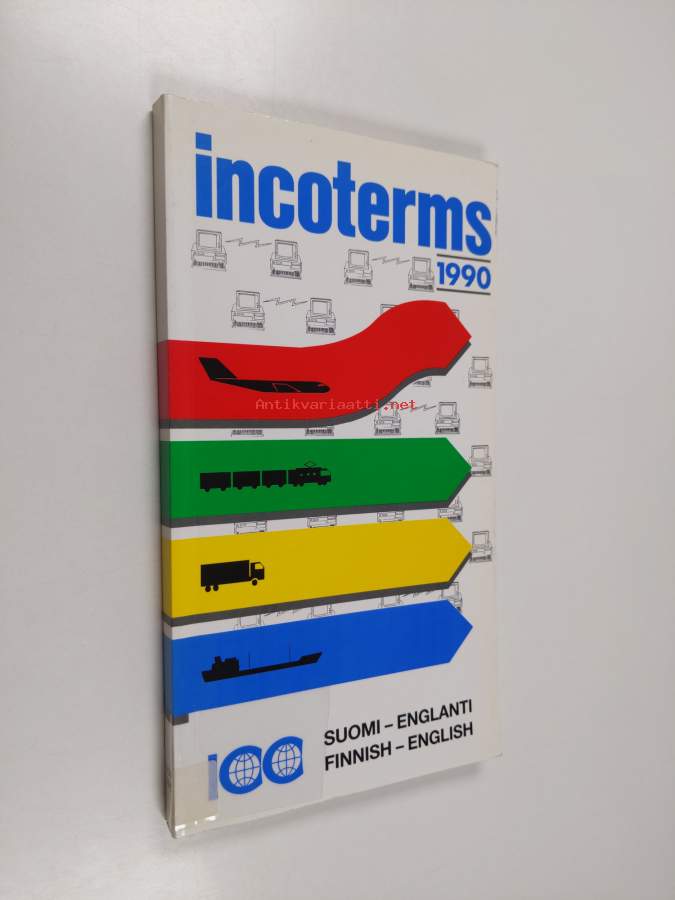 incoterms
1990
Antikvariaatti.net
icc
SUOMI – ENGLANTI
FINNISH – ENGLISH